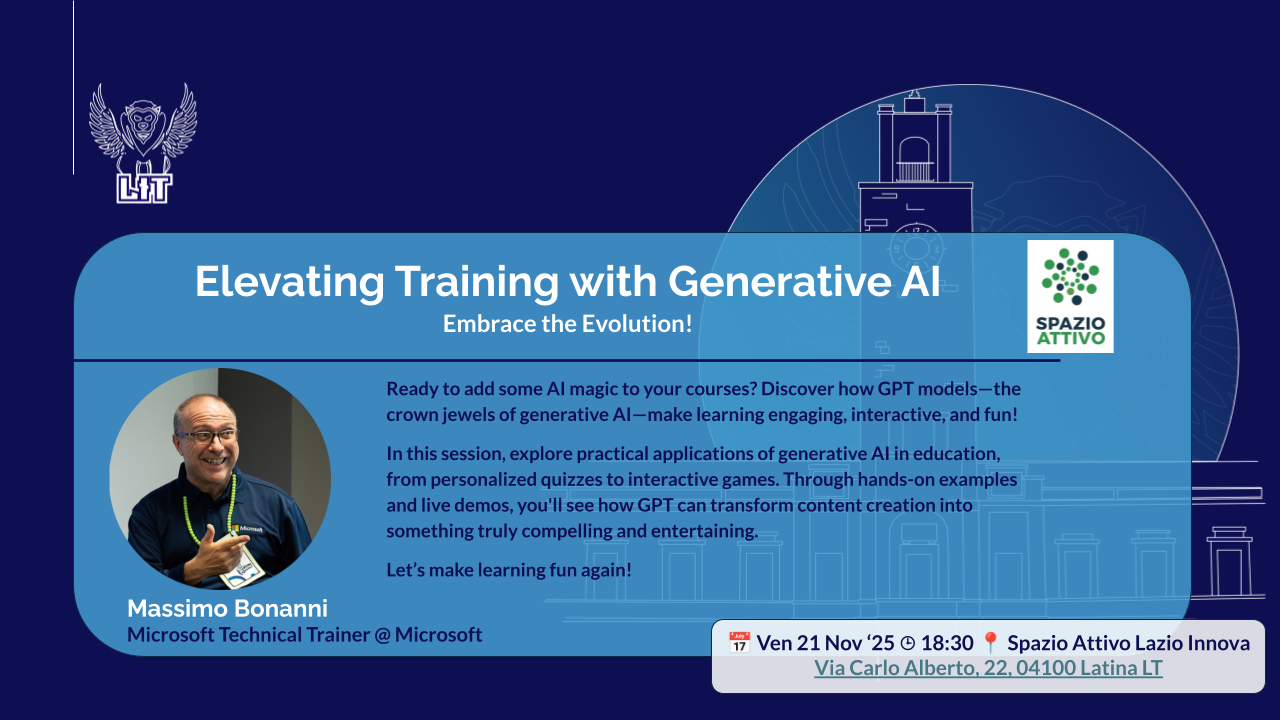 LIT
Elevating Training with Generative AI
Embrace the Evolution!
SPAZIO
ATTIVO
Ready to add some AI magic to your courses? Discover how GPT models—the
crown jewels of generative AI—make learning engaging, interactive, and fun!
In this session, explore practical applications of generative AI in education,
from personalized quizzes to interactive games. Through hands-on examples
and live demos, you'll see how GPT can transform content creation into
something truly compelling and entertaining.
Let’s make learning fun again!
Microsoft
Massimo Bonanni
Microsoft Technical Trainer @ Microsoft
📅 Ven 21 Nov ‘25 🕒 18:30 📍 Spazio Attivo Lazio Innova
Via Carlo Alberto, 22, 04100 Latina LT